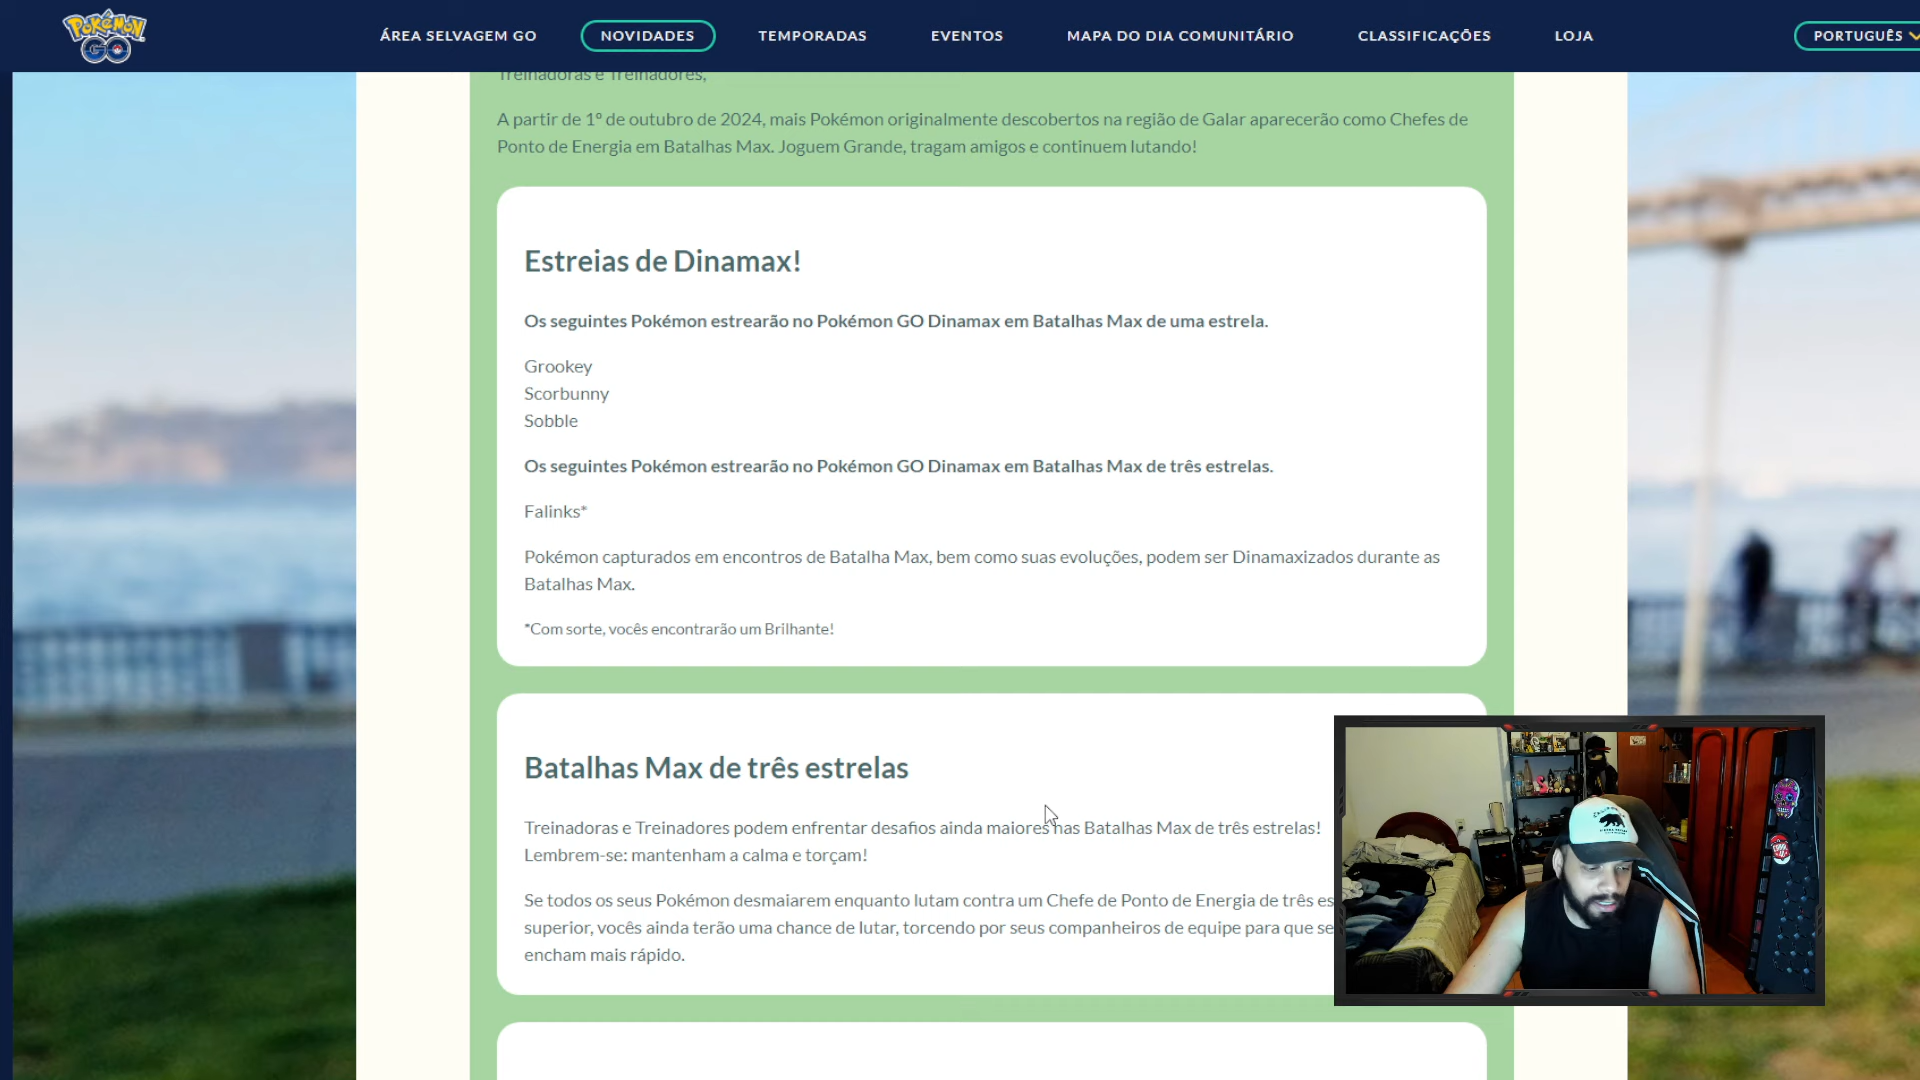 POKÉMON GO
ÁREA SELVAGEM GO
NOVIDADES
TEMPORADAS
EVENTOS
MAPA DO DIA COMUNITÁRIO
CLASSIFICAÇÕES
LOJA
PORTUGUÊS
Treinadoras e Treinadores,
A partir de 1º de outubro de 2024, mais Pokémon originalmente descobertos na região de Galar aparecerão como Chefes de
Ponto de Energia em Batalhas Max. Joguem Grande, tragam amigos e continuem lutando!
Estreias de Dinamax!
Os seguintes Pokémon estrearão no Pokémon GO Dinamax em Batalhas Max de uma estrela.
Grookey
Scorbunny
Sobble
Os seguintes Pokémon estrearão no Pokémon GO Dinamax em Batalhas Max de três estrelas.
Falinks*
Pokémon capturados em encontros de Batalha Max, bem como suas evoluções, podem ser Dinamaxizados durante as
Batalhas Max.
*Com sorte, vocês encontrarão um Brilhante!
Batalhas Max de três estrelas
Treinadoras e Treinadores podem enfrentar desafios ainda maiores nas Batalhas Max de três estrelas!
Lembrem-se: mantenham a calma e torçam!
Se todos os seus Pokémon desmaiarem enquanto lutam contra um Chefe de Ponto de Energia de três es
superior, vocês ainda terão uma chance de lutar, torcendo por seus companheiros de equipe para que se
encham mais rápido.